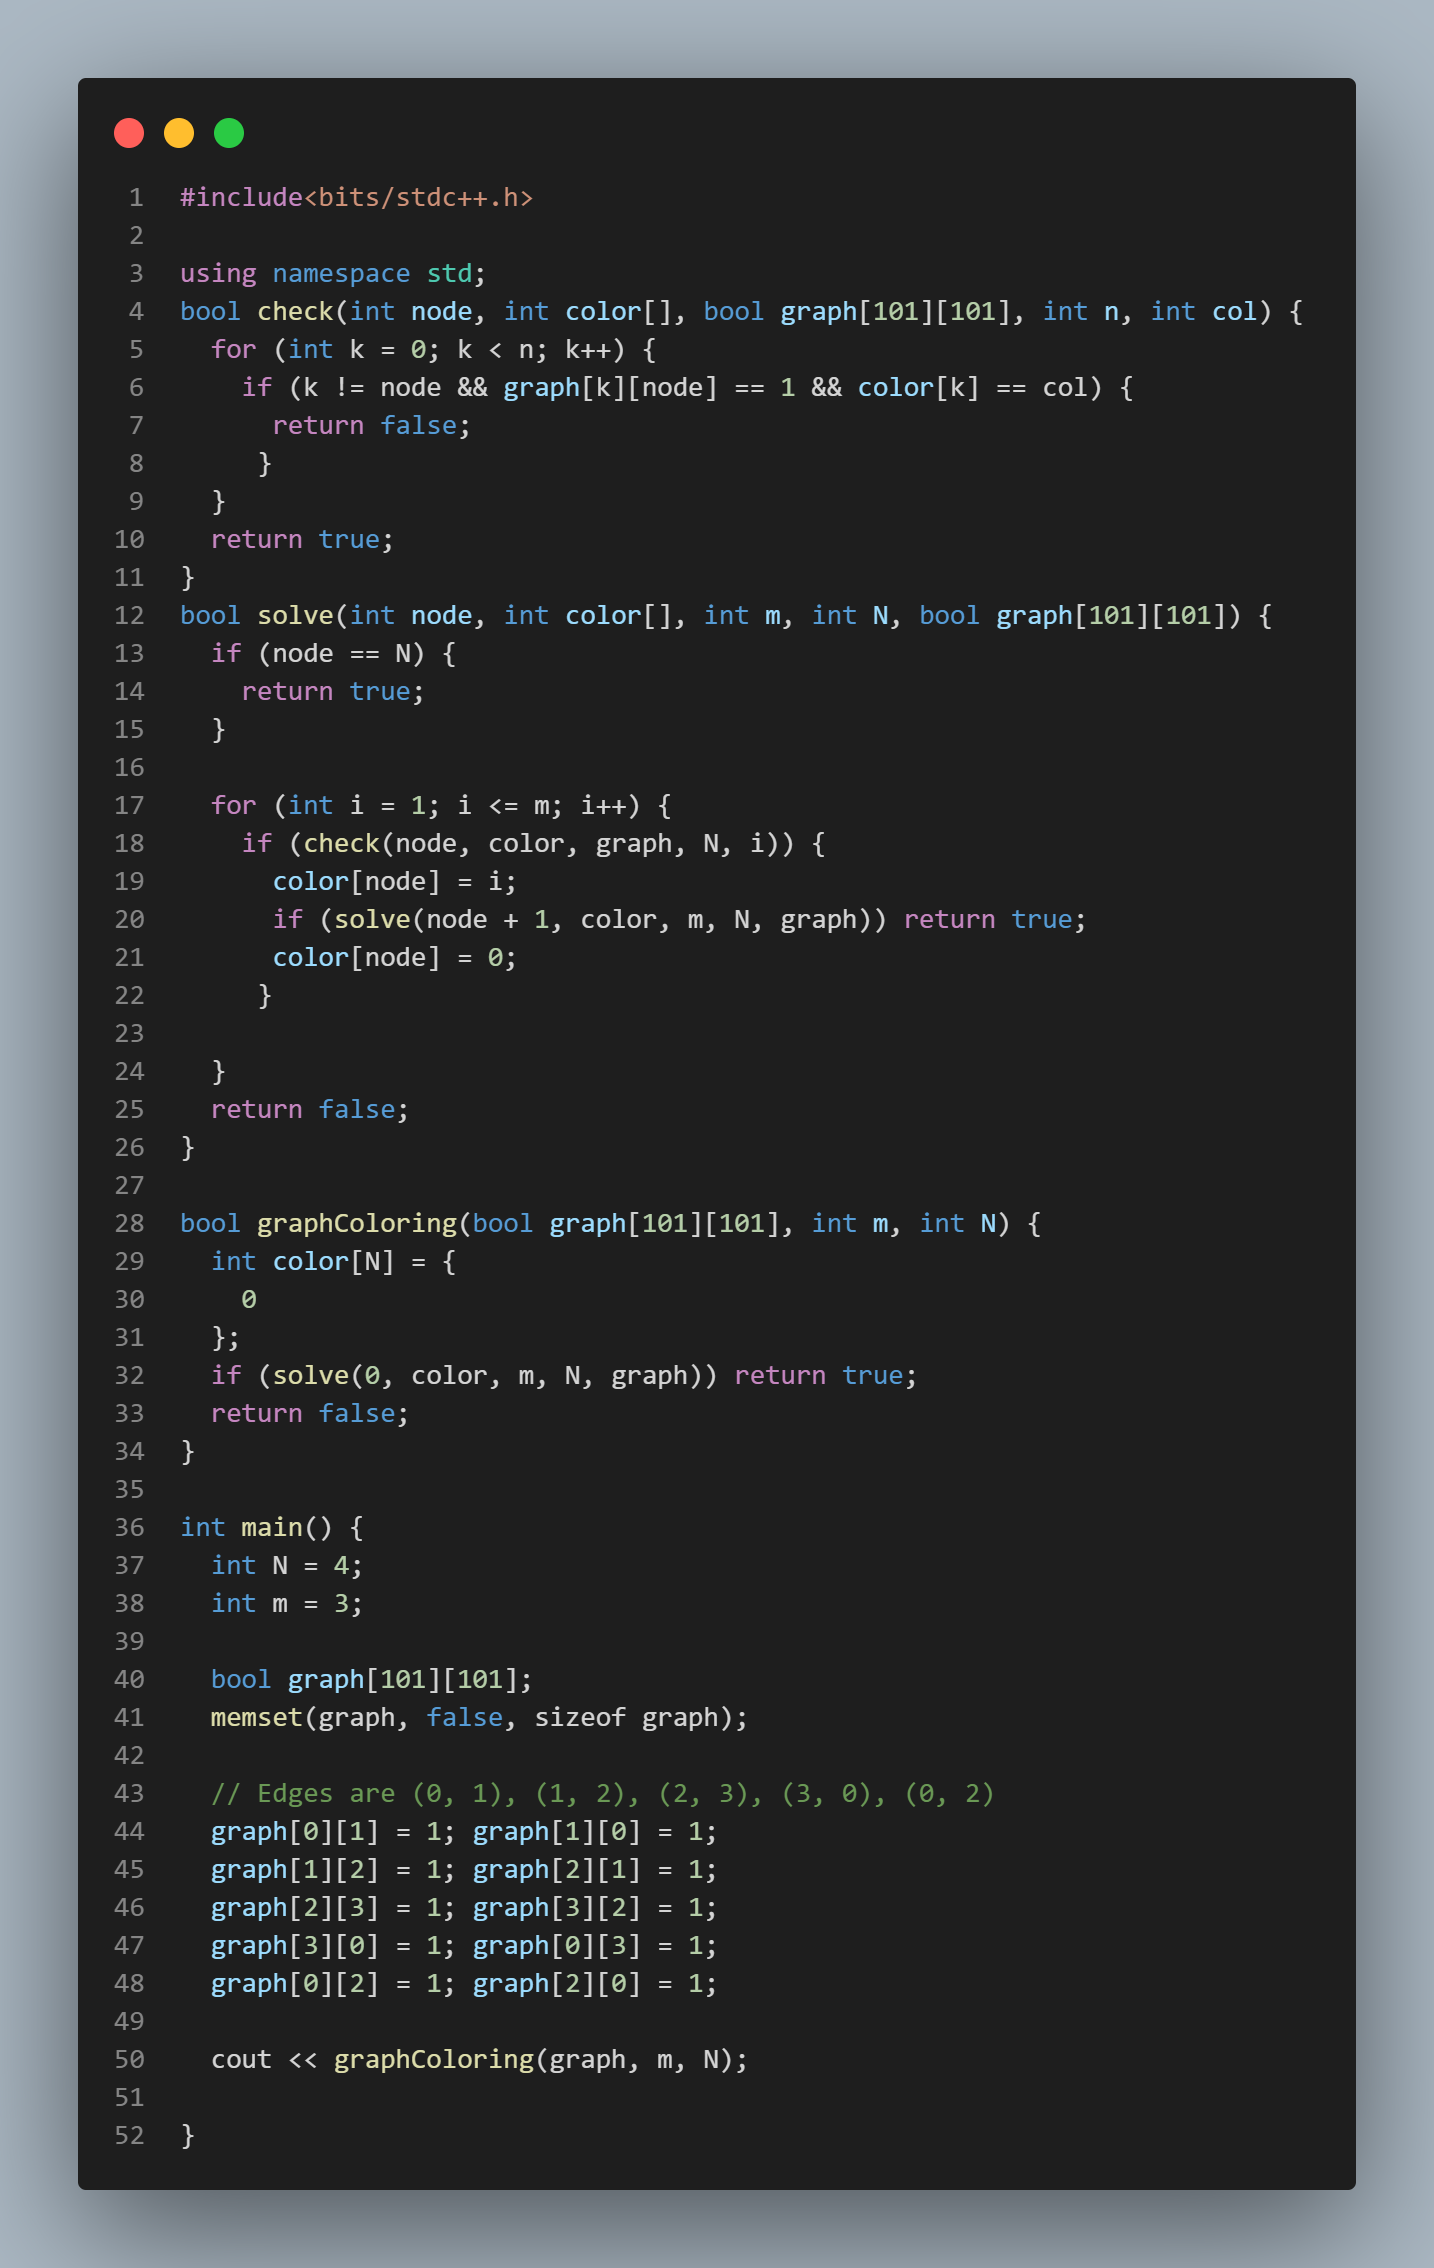 1 #include<bits/stdc++.h>
2
3 using namespace std;
4 bool check(int node, int color[], bool graph[101][101], int n, int col) {
5   for (int k = 0; k < n; k++) {
6     if (k != node && graph[k][node] == 1 && color[k] == col) {
7       return false;
8      }
9   }
10   return true;
11 }
12 bool solve(int node, int color[], int m, int N, bool graph[101][101]) {
13   if (node == N) {
14     return true;
15   }
16
17   for (int i = 1; i <= m; i++) {
18     if (check(node, color, graph, N, i)) {
19       color[node] = i;
20       if (solve(node + 1, color, m, N, graph)) return true;
21       color[node] = 0;
22      }
23
24   }
25   return false;
26 }
27
28 bool graphColoring(bool graph[101][101], int m, int N) {
29   int color[N] = {
30     0
31   };
32   if (solve(0, color, m, N, graph)) return true;
33   return false;
34 }
35
36 int main() {
37   int N = 4;
38   int m = 3;
39
40   bool graph[101][101];
41   memset(graph, false, sizeof graph);
42
43   // Edges are (0, 1), (1, 2), (2, 3), (3, 0), (0, 2)
44   graph[0][1] = 1; graph[1][0] = 1;
45   graph[1][2] = 1; graph[2][1] = 1;
46   graph[2][3] = 1; graph[3][2] = 1;
47   graph[3][0] = 1; graph[0][3] = 1;
48   graph[0][2] = 1; graph[2][0] = 1;
49
50   cout << graphColoring(graph, m, N);
51
52 }